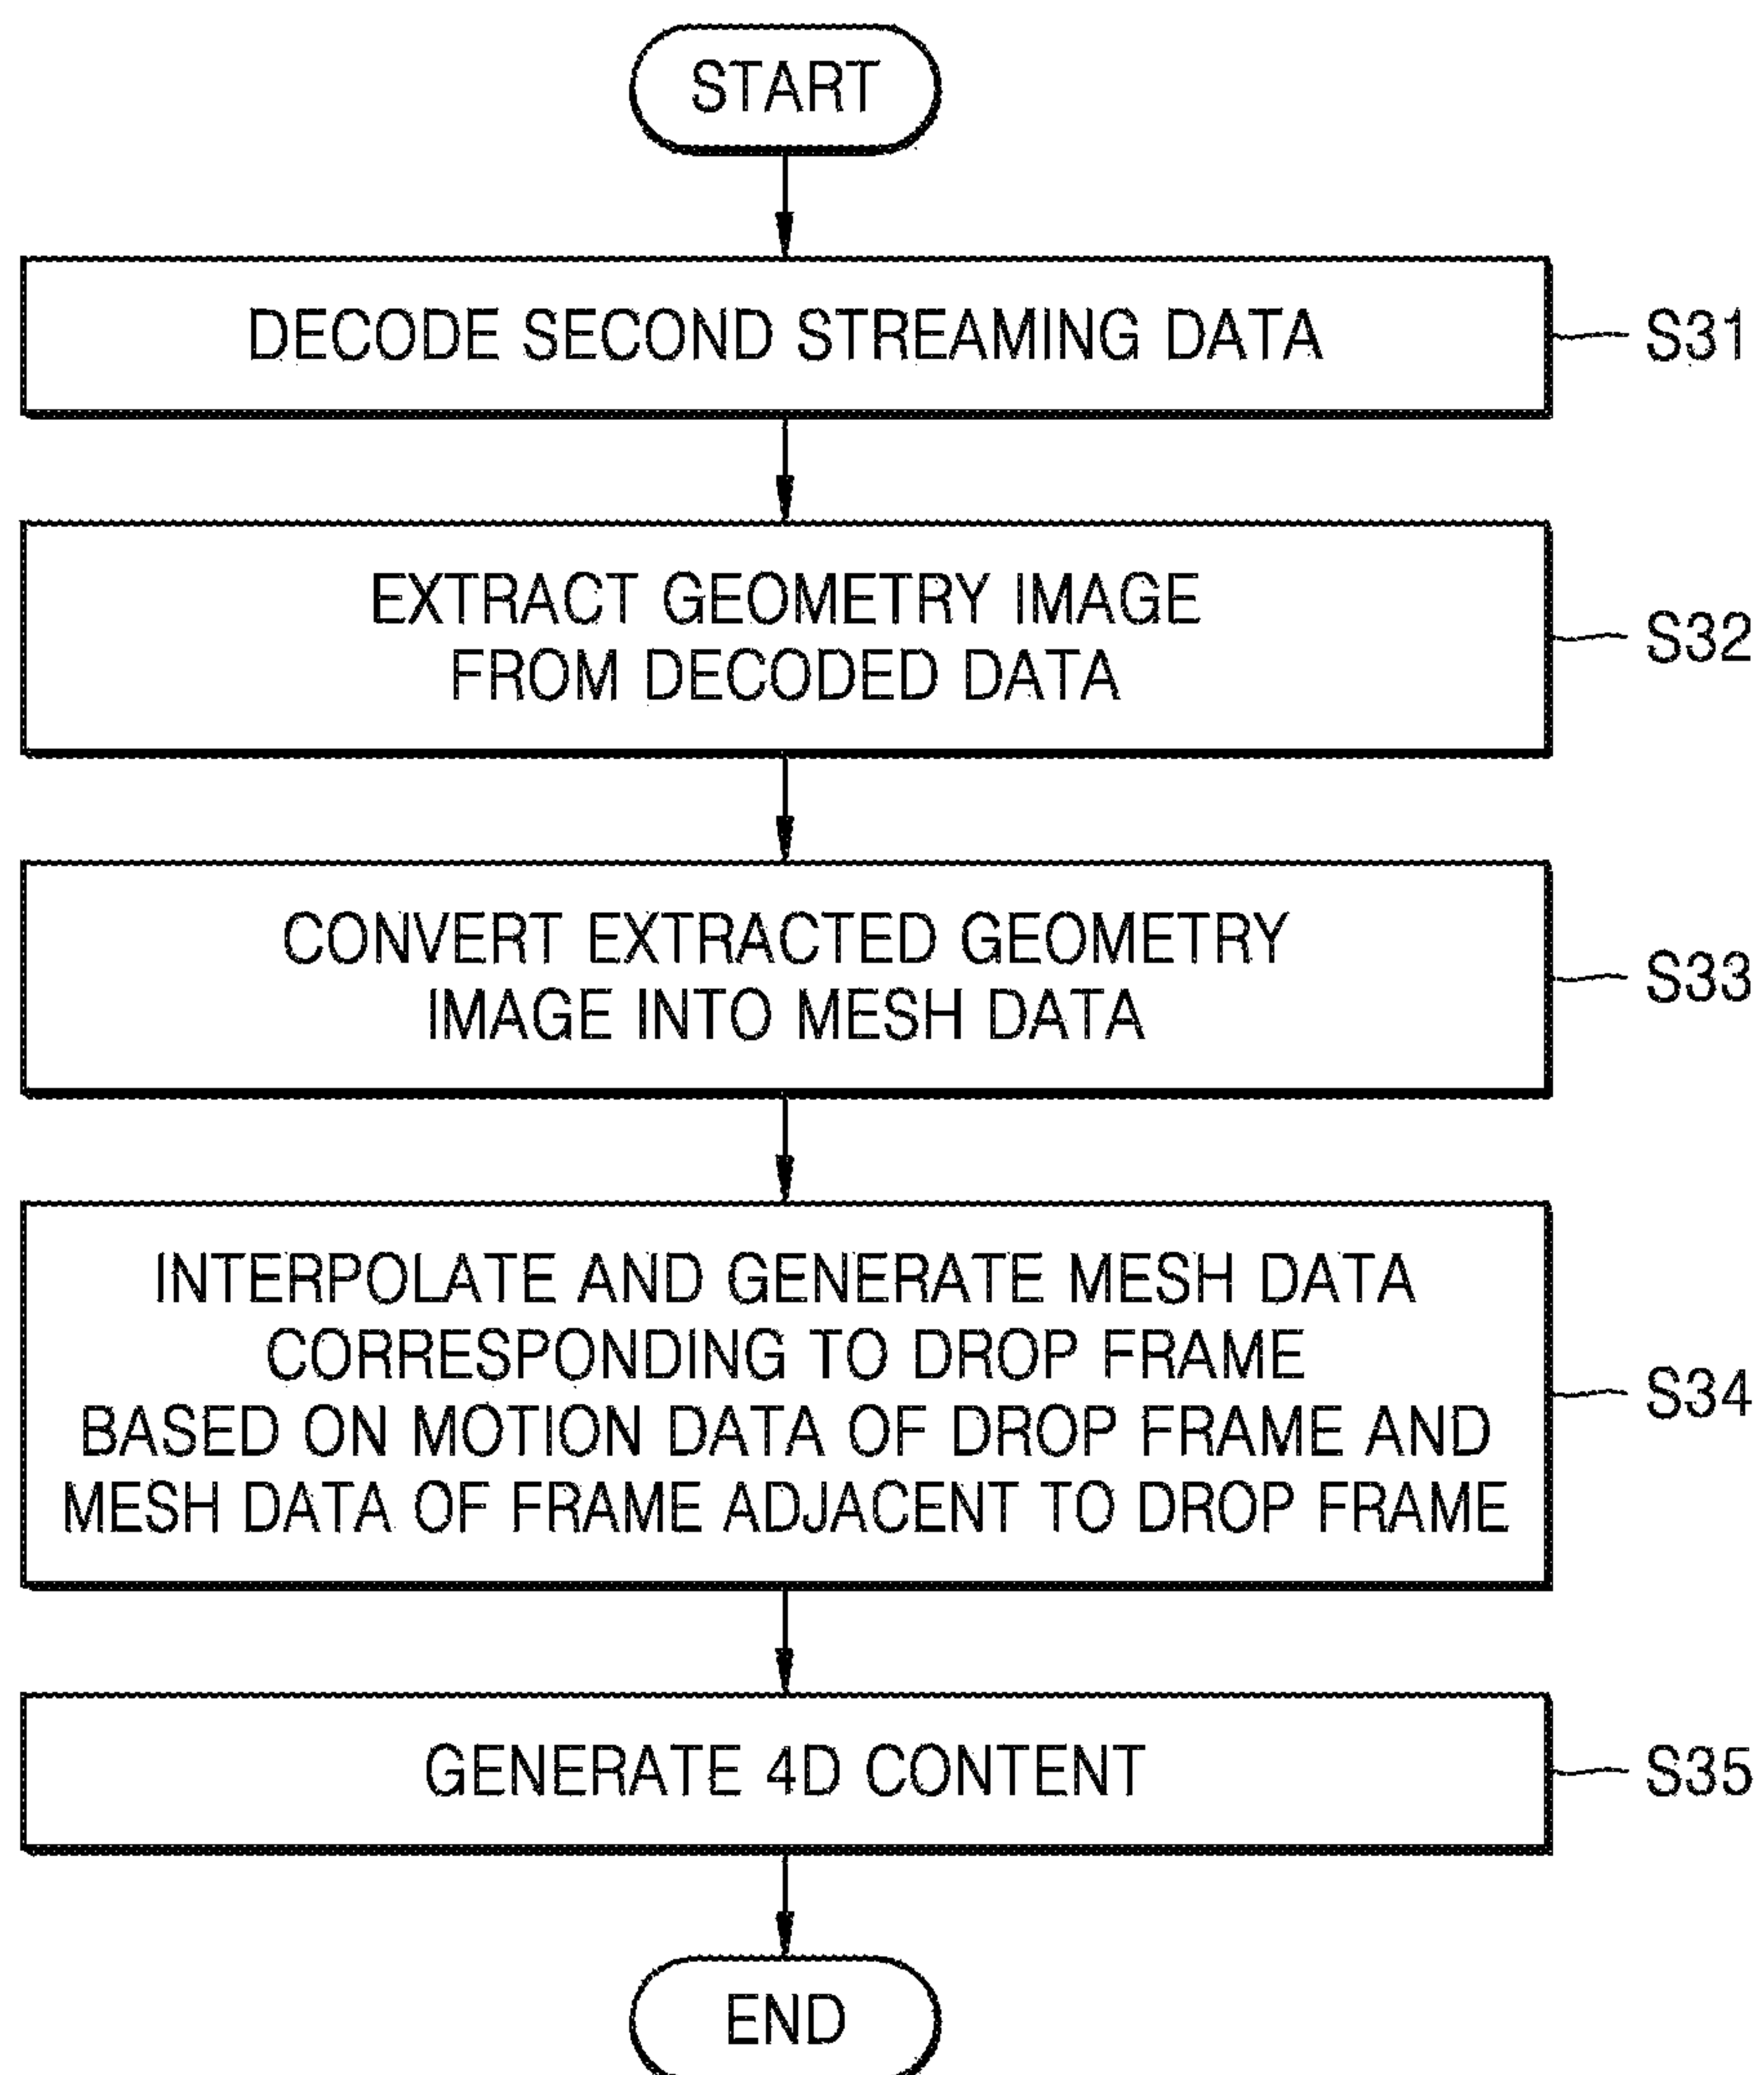 START
DECODE SECOND STREAMING DATA
S31
EXTRACT GEOMETRY IMAGE
FROM DECODED DATA
S32
CONVERT EXTRACTED GEOMETRY
IMAGE INTO MESH DATA
S33
INTERPOLATE AND GENERATE MESH DATA
CORRESPONDING TO DROP FRAME
BASED ON MOTION DATA OF DROP FRAME AND
MESH DATA OF FRAME ADJACENT TO DROP FRAME
S34
GENERATE 4D CONTENT
S35
END